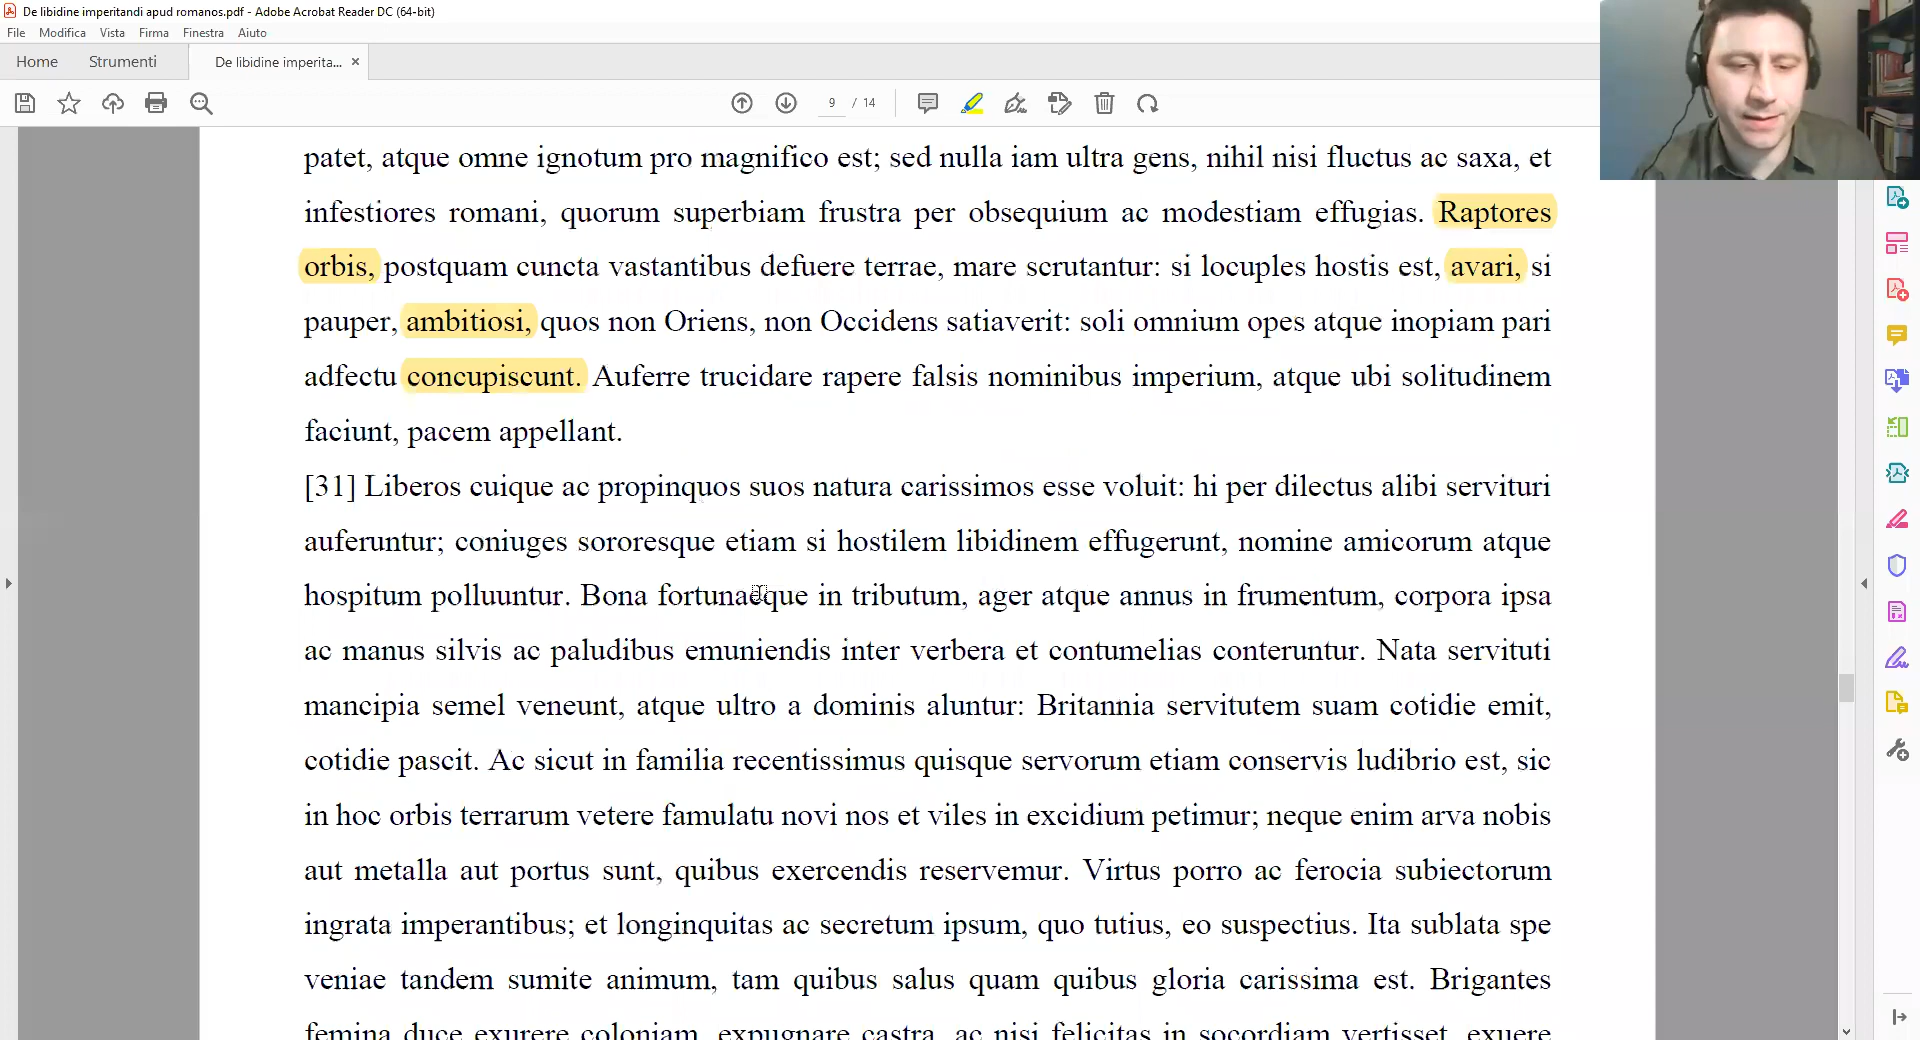 De libidine imperitandi apud romanos.pdf - Adobe Acrobat Reader DC (64-bit)
File Modifica Vista Firma Finestra Aiuto
Home Strumenti De libidine imperita... ×
9 / 14
patet, atque omne ignotum pro magnifico est; sed nulla iam ultra gens, nihil nisi fluctus ac saxa, et
infestiores romani, quorum superbiam frustra per obsequium ac modestiam effugias. Raptores
orbis, postquam cuncta vastantibus defuere terrae, mare scrutantur: si locuples hostis est, avari, si
pauper, ambitiosi, quos non Oriens, non Occidens satiaverit: soli omnium opes atque inopiam pari
adfectu concupiscunt. Auferre trucidare rapere falsis nominibus imperium, atque ubi solitudinem
faciunt, pacem appellant.
[31] Liberos cuique ac propinquos suos natura carissimos esse voluit: hi per dilectus alibi servituri
auferuntur; coniuges sororesque etiam si hostilem libidinem effugerunt, nomine amicorum atque
hospitum polluuntur. Bona fortunaeque in tributum, ager atque annus in frumentum, corpora ipsa
ac manus silvis ac paludibus emuniendis inter verbera et contumelias conteruntur. Nata servituti
mancipia semel veneunt, atque ultro a dominis aluntur: Britannia servitutem suam cotidie emit,
cotidie pascit. Ac sicut in familia recentissimus quisque servorum etiam conservis ludibrio est, sic
in hoc orbis terrarum vetere famulatu novi nos et viles in excidium petimur; neque enim arva nobis
aut metalla aut portus sunt, quibus exercendis reservemur. Virtus porro ac ferocia subiectorum
ingrata imperantibus; et longinquitas ac secretum ipsum, quo tutius, eo suspectius. Ita sublata spe
veniae tandem sumite animum, tam quibus salus quam quibus gloria carissima est. Brigantes
femina duce exurere coloniam, expugnare castra, ac nisi felicitas in socordiam vertisset, exuere